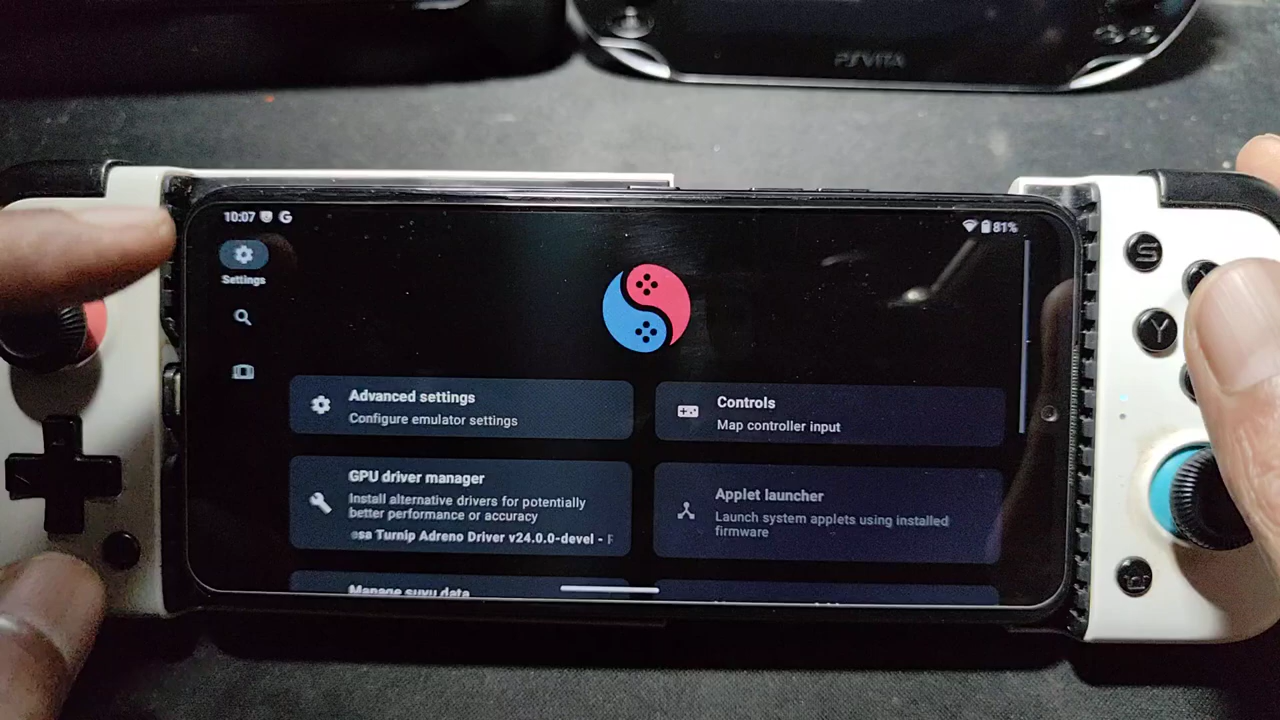 PSVITA
10:07
81%
Settings
Advanced settings
Configure emulator settings
Controls
Map controller input
GPU driver manager
Install alternative drivers for potentially
better performance or accuracy
esa Turnip Adreno Driver v24.0.0-devel -
Applet launcher
Launch system applets using installed
firmware
Manage suyu data
S
Y